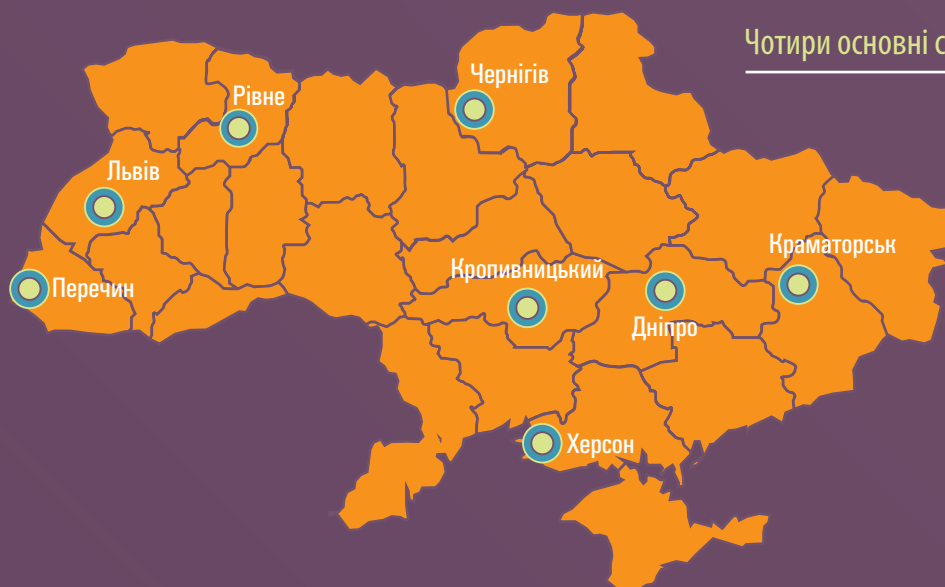 Чотири основні
Чернігів
Рівне
Львів
Краматорськ
Кропивницький
Перечин
Дніпро
Херсон